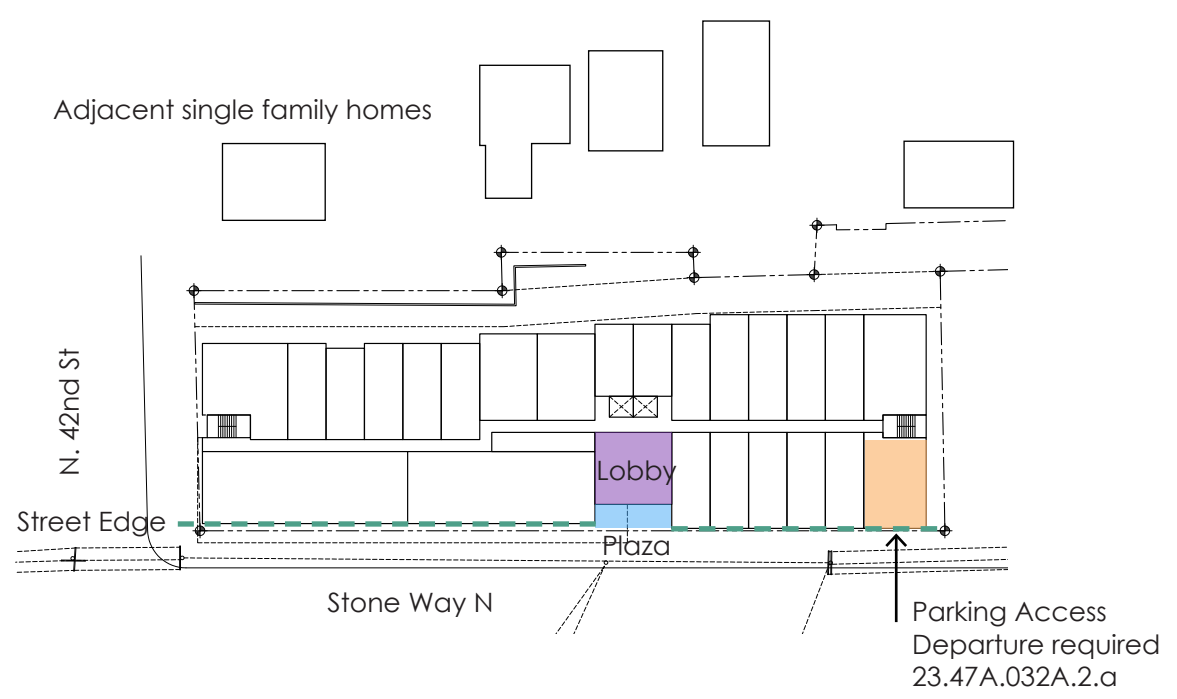 Adjacent single family homes
N. 42nd St
Lobby
Street Edge
Plaza
Stone Way N
Parking Access
Departure required
23.47A.032A.2.a